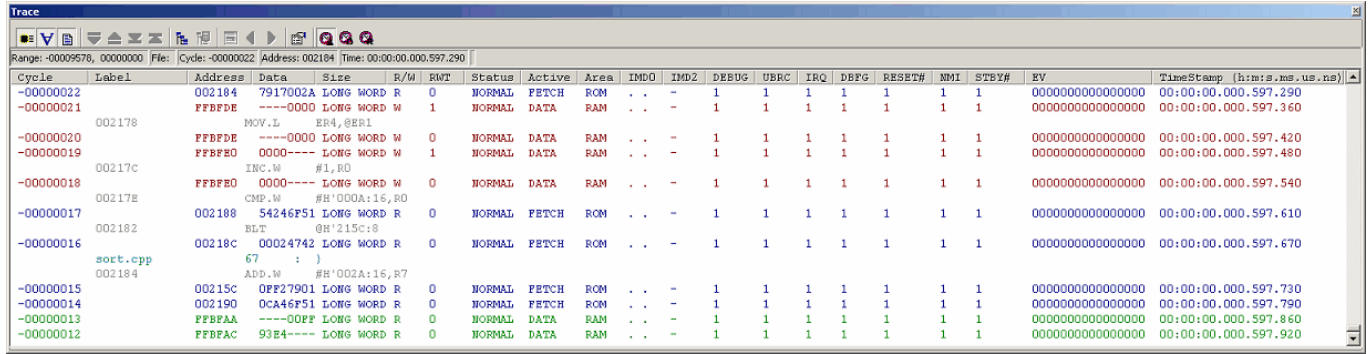 Trace
Range: -00009578, 00000000 File: Cycle: -00000022 Address: 002184 Time: 00:00:00.000.597.290
Cycle Label Address Data Size R/W RWT Status Active Area IMD0 IMD2 DEBUG UBRC IRQ DBFG RESET# NMI STBY# EV TimeStamp (h:m:s.ms.us.ns)
-00000022 002184 7917002A LONG WORD R 0 NORMAL FETCH ROM . . - 1 1 1 1 1 1 1 0000000000000000 00:00:00.000.597.290
-00000021 FFBFDE ----0000 LONG WORD W 1 NORMAL DATA RAM . . - 1 1 1 1 1 1 1 0000000000000000 00:00:00.000.597.360
002178 MOV.L ER4,@ER1
-00000020 FFBFDE ----0000 LONG WORD W 0 NORMAL DATA RAM . . - 1 1 1 1 1 1 1 0000000000000000 00:00:00.000.597.420
-00000019 FFBFE0 0000---- LONG WORD W 1 NORMAL DATA RAM . . - 1 1 1 1 1 1 1 0000000000000000 00:00:00.000.597.480
00217C INC.W #1,R0
-00000018 FFBFE0 0000---- LONG WORD W 0 NORMAL DATA RAM . . - 1 1 1 1 1 1 1 0000000000000000 00:00:00.000.597.540
00217E CMP.W #H'000A:16,R0
-00000017 002188 54246F51 LONG WORD R 0 NORMAL FETCH ROM . . - 1 1 1 1 1 1 1 0000000000000000 00:00:00.000.597.610
002182 BLT @H'215C:8
-00000016 00218C 00024742 LONG WORD R 0 NORMAL FETCH ROM . . - 1 1 1 1 1 1 1 0000000000000000 00:00:00.000.597.670
sort.cpp 67 : }
002184 ADD.W #H'002A:16,R7
-00000015 00215C 0FF27901 LONG WORD R 0 NORMAL FETCH ROM . . - 1 1 1 1 1 1 1 0000000000000000 00:00:00.000.597.730
-00000014 002190 0CA46F51 LONG WORD R 0 NORMAL FETCH ROM . . - 1 1 1 1 1 1 1 0000000000000000 00:00:00.000.597.790
-00000013 FFBFAA ----00FF LONG WORD R 0 NORMAL DATA RAM . . - 1 1 1 1 1 1 1 0000000000000000 00:00:00.000.597.860
-00000012 FFBFAC 93E4---- LONG WORD R 0 NORMAL DATA RAM . . - 1 1 1 1 1 1 1 0000000000000000 00:00:00.000.597.920